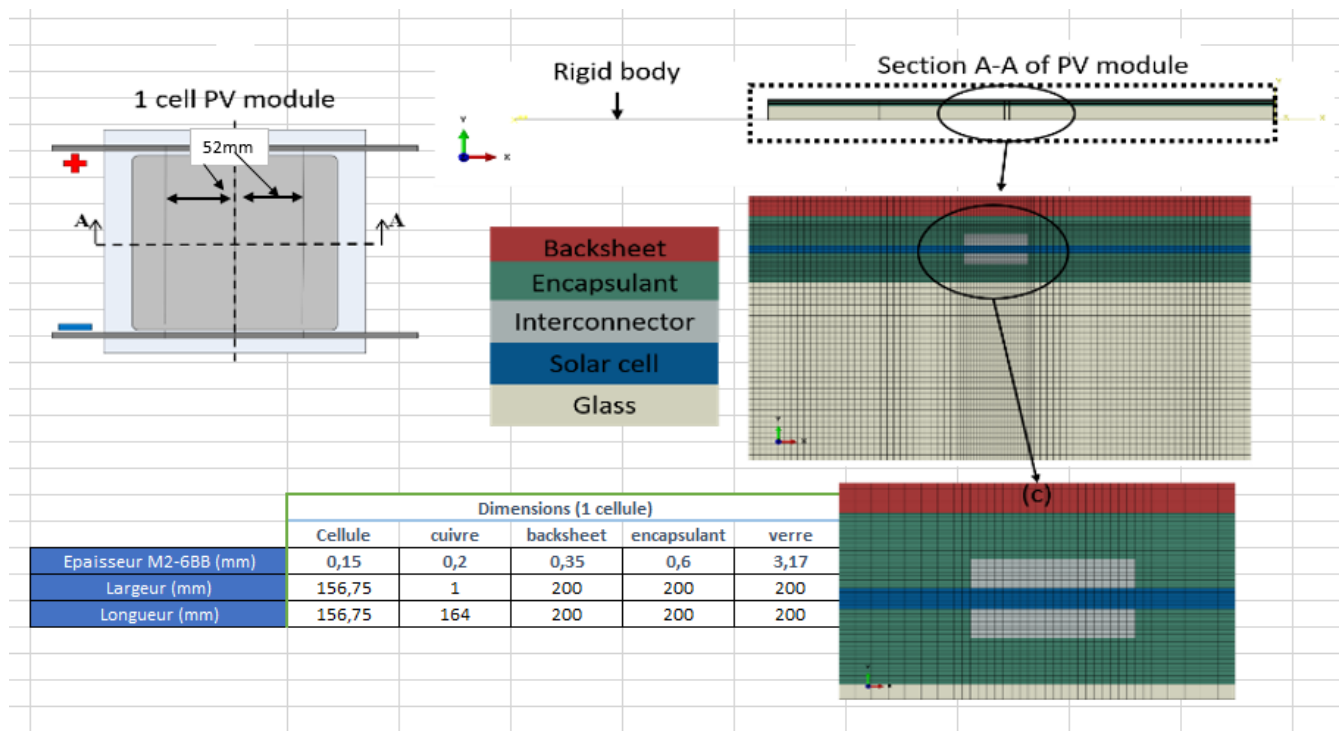 1 cell PV module
52mm
A
A
Rigid body
Section A-A of PV module
Y
X
Backsheet
Encapsulant
Interconnector
Solar cell
Glass
Y
X
(c)
Dimensions (1 cellule)
Cellule cuivre backsheet encapsulant verre
Epaisseur M2-6BB (mm) 0,15 0,2 0,35 0,6 3,17
Largeur (mm) 156,75 1 200 200 200
Longueur (mm) 156,75 164 200 200 200